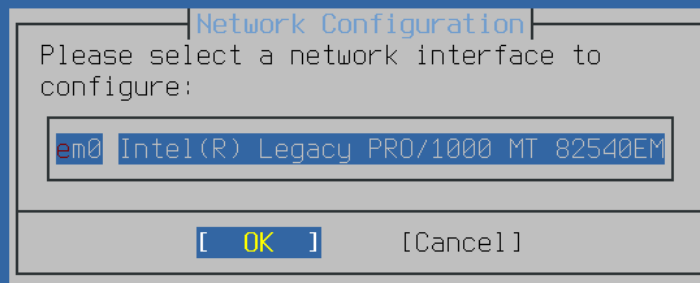 Network Configuration
Please select a network interface to
configure:
em0 Intel(R) Legacy PRO/1000 MT 82540EM
[ OK ] [Cancel]